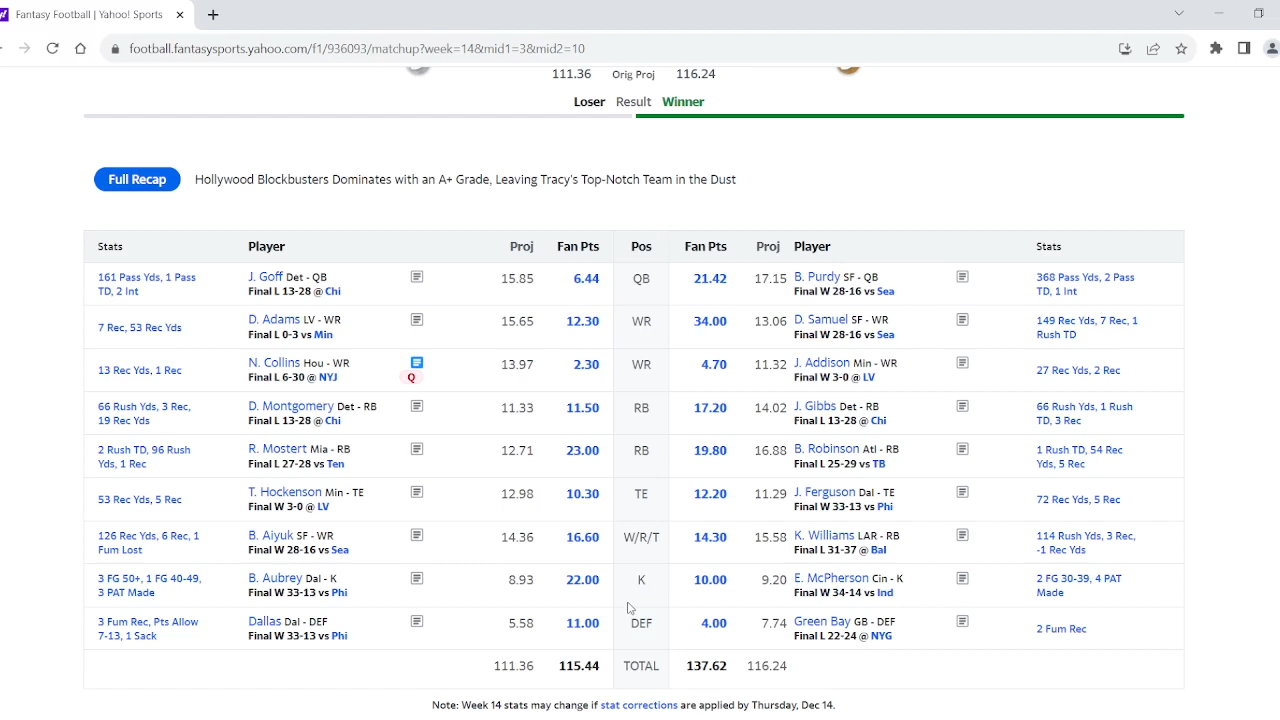 Fantasy Football | Yahoo! Sports
football.fantasysports.yahoo.com/f1/936093/matchup?week=14&mid1=3&mid2=10
111.36 Orig Proj 116.24
Loser Result Winner
Full Recap Hollywood Blockbusters Dominates with an A+ Grade, Leaving Tracy's Top-Notch Team in the Dust
Stats Player Proj Fan Pts Pos Fan Pts Proj Player Stats
161 Pass Yds, 1 Pass J. Goff Det - QB 15.85 6.44 QB 21.42 17.15 B. Purdy SF - QB 368 Pass Yds, 2 Pass
TD, 2 Int Final L 13-28 @ Chi Final W 28-16 vs Sea TD, 1 Int
7 Rec, 53 Rec Yds D. Adams LV - WR 15.65 12.30 WR 34.00 13.06 D. Samuel SF - WR 149 Rec Yds, 7 Rec, 1
Final L 0-3 vs Min Final W 28-16 vs Sea Rush TD
13 Rec Yds, 1 Rec N. Collins Hou - WR 13.97 2.30 WR 4.70 11.32 J. Addison Min - WR 27 Rec Yds, 2 Rec
Final L 6-30 @ NYJ Q Final W 3-0 @ LV
66 Rush Yds, 3 Rec, D. Montgomery Det - RB 11.33 11.50 RB 17.20 14.02 J. Gibbs Det - RB 66 Rush Yds, 1 Rush
19 Rec Yds Final L 13-28 @ Chi Final L 13-28 @ Chi TD, 3 Rec
2 Rush TD, 96 Rush R. Mostert Mia - RB 12.71 23.00 RB 19.80 16.88 B. Robinson Atl - RB 1 Rush TD, 54 Rec
Yds, 1 Rec Final L 27-28 vs Ten Final L 25-29 vs TB Yds, 5 Rec
53 Rec Yds, 5 Rec T. Hockenson Min - TE 12.98 10.30 TE 12.20 11.29 J. Ferguson Dal - TE 72 Rec Yds, 5 Rec
Final W 3-0 @ LV Final W 33-13 vs Phi
126 Rec Yds, 6 Rec, 1 B. Aiyuk SF - WR 14.36 16.60 W/R/T 14.30 15.58 K. Williams LAR - RB 114 Rush Yds, 3 Rec,
Fum Lost Final W 28-16 vs Sea Final L 31-37 @ Bal -1 Rec Yds
3 FG 50+, 1 FG 40-49, B. Aubrey Dal - K 8.93 22.00 K 10.00 9.20 E. McPherson Cin - K 2 FG 30-39, 4 PAT
3 PAT Made Final W 33-13 vs Phi Final W 34-14 vs Ind Made
3 Fum Rec, Pts Allow Dallas Dal - DEF 5.58 11.00 DEF 4.00 7.74 Green Bay GB - DEF 2 Fum Rec
7-13, 1 Sack Final W 33-13 vs Phi Final L 22-24 @ NYG
111.36 115.44 TOTAL 137.62 116.24
Note: Week 14 stats may change if stat corrections are applied by Thursday, Dec 14.